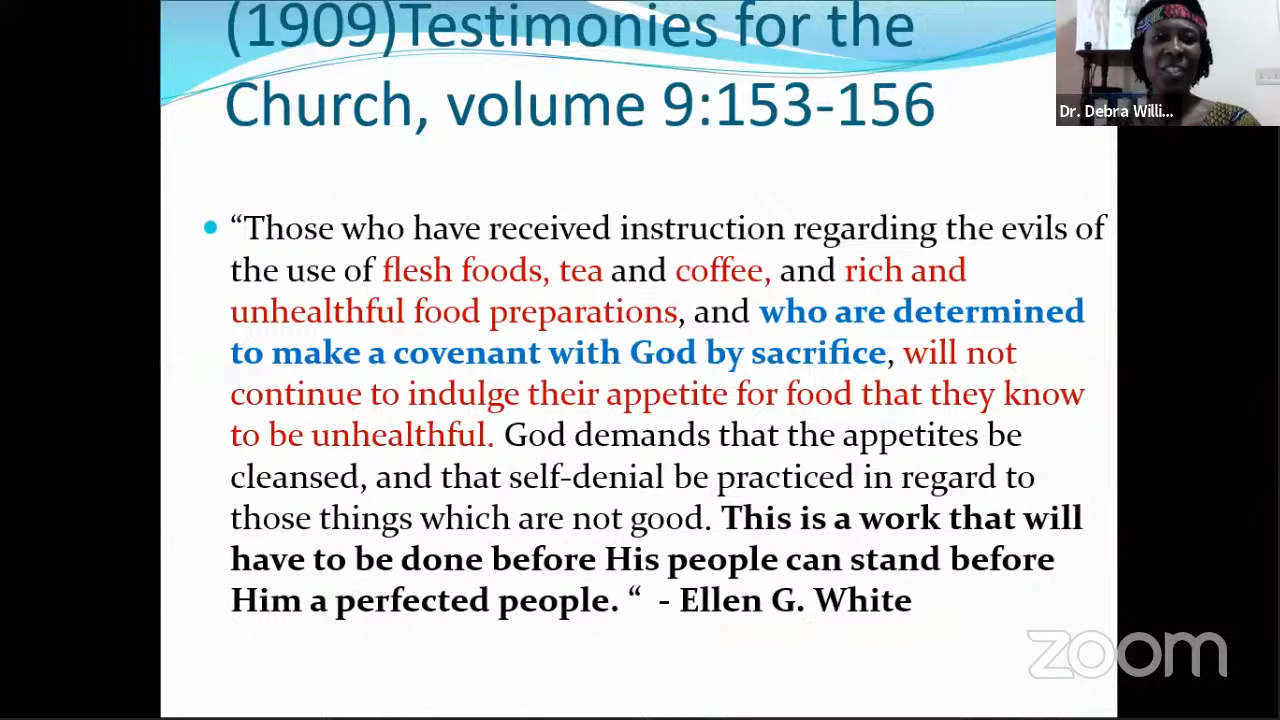 (1909)Testimonies for the
Church, volume 9:153-156
Dr. Debra Willi...
• “Those who have received instruction regarding the evils of
the use of flesh foods, tea and coffee, and rich and
unhealthful food preparations, and who are determined
to make a covenant with God by sacrifice, will not
continue to indulge their appetite for food that they know
to be unhealthful. God demands that the appetites be
cleansed, and that self-denial be practiced in regard to
those things which are not good. This is a work that will
have to be done before His people can stand before
Him a perfected people. “ - Ellen G. White
zoom